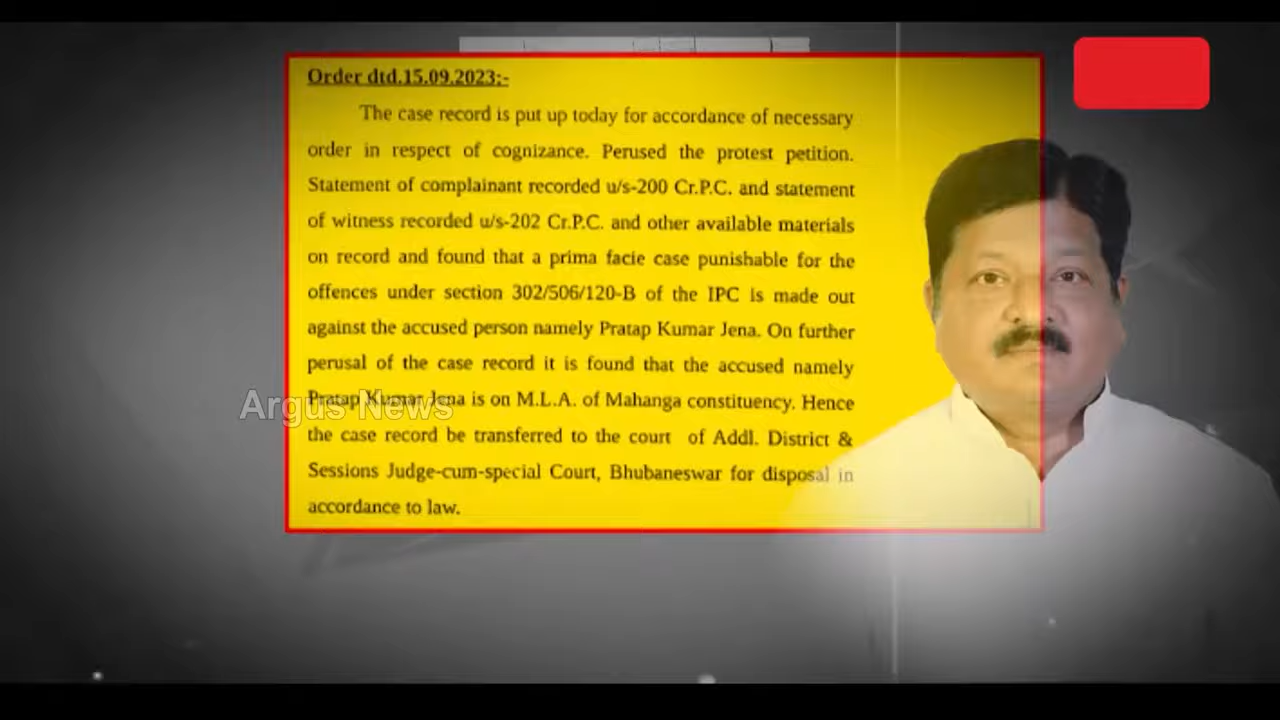 Order dtd.15.09.2023:-
The case record is put up today for accordance of necessary
order in respect of cognizance. Perused the protest petition.
Statement of complainant recorded u/s-200 Cr.P.C. and statement
of witness recorded u/s-202 Cr.P.C. and other available materials
on record and found that a prima facie case punishable for the
offences under section 302/506/120-B of the IPC is made out
against the accused person namely Pratap Kumar Jena. On further
perusal of the case record it is found that the accused namely
Pratap Kumar Jena is on M.L.A. of Mahanga constituency. Hence
Argus News
the case record be transferred to the court of Addl. District &
Sessions Judge-cum-special Court, Bhubaneswar for disposal in
accordance to law.